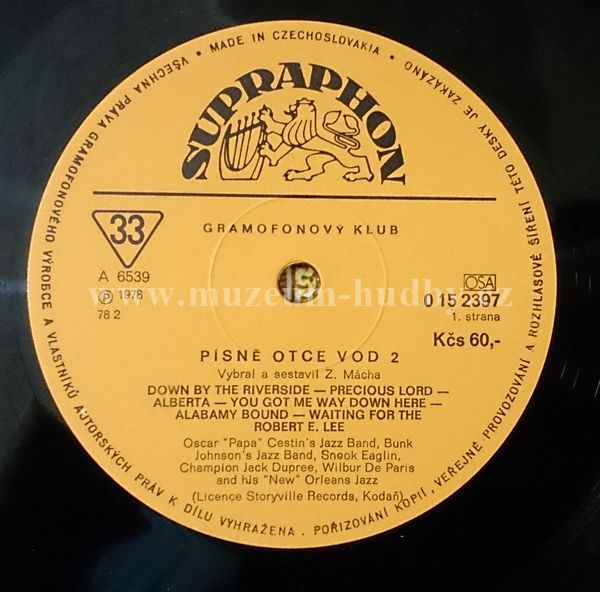 • MADE IN CZECHOSLOVAKIA •
VŠECHNA PRÁVA GRAMOFONOVÉHO VÝROBCE A VLASTNÍKŮ AUTORSKÝCH PRÁV K DÍLU VYHRAŽENA . POŘIZOVÁNÍ KOPIÍ, VEŘEJNÉ PROVOZOVÁNÍ A ROZHLASOVÉ ŠÍŘENÍ TÉTO DESKY JE ZAKÁZÁNO
SUPRAPHON
GRAMOFONOVÝ KLUB
33
A 6539
OSA
www.muzeum-hudby.cz
Ⓟ 1978
0 15 2397
78 2
1. strana
Kčs 60,-
PÍSNĚ OTCE VOD 2
Vybral a sestavil Z. Mácha
DOWN BY THE RIVERSIDE — PRECIOUS LORD —
ALBERTA — YOU GOT ME WAY DOWN HERE —
ALABAMY BOUND — WAITING FOR THE
ROBERT E. LEE
Oscar "Papa" Cestin's Jazz Band, Bunk
Johnson's Jazz Band, Snook Eaglin,
Champion Jack Dupree, Wilbur De Paris
and his "New" Orleans Jazz
(Licence Storyville Records, Kodaň)